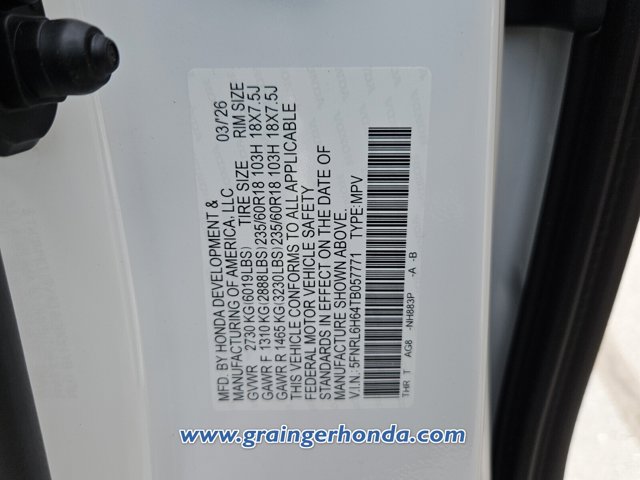 MFD. BY HONDA DEVELOPMENT & 03/26
MANUFACTURING OF AMERICA, LLC
GVWR 2730 KG(6019LBS) TIRE SIZE RIM SIZE
GAWR F 1310 KG(2888LBS)235/60R18 103H 18X7.5J
GAWR R 1465 KG(3230LBS)235/60R18 103H 18X7.5J
THIS VEHICLE CONFORMS TO ALL APPLICABLE
FEDERAL MOTOR VEHICLE SAFETY
STANDARDS IN EFFECT ON THE DATE OF
MANUFACTURE SHOWN ABOVE.
V.I.N.:5FNRL6H64TB057771 TYPE:MPV
THR T AG8 -NH883P -A -B
www.graingerhonda.com